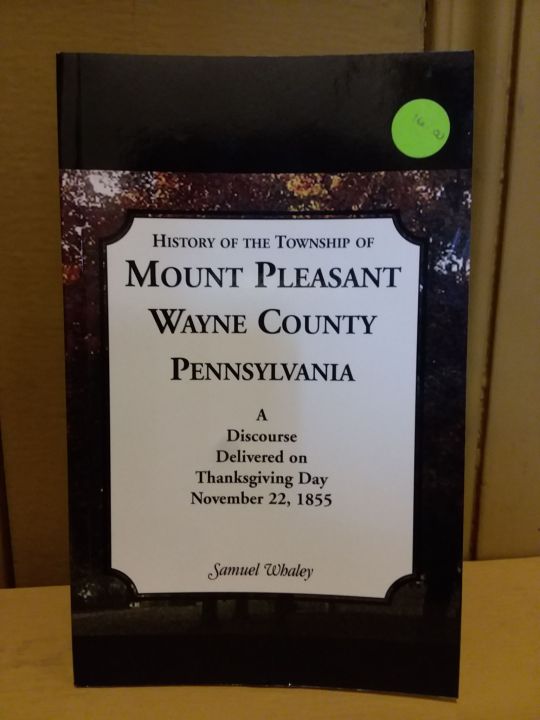 History of the Township of
Mount Pleasant
Wayne County
Pennsylvania
A
Discourse
Delivered on
Thanksgiving Day
November 22, 1855
Samuel Whaley